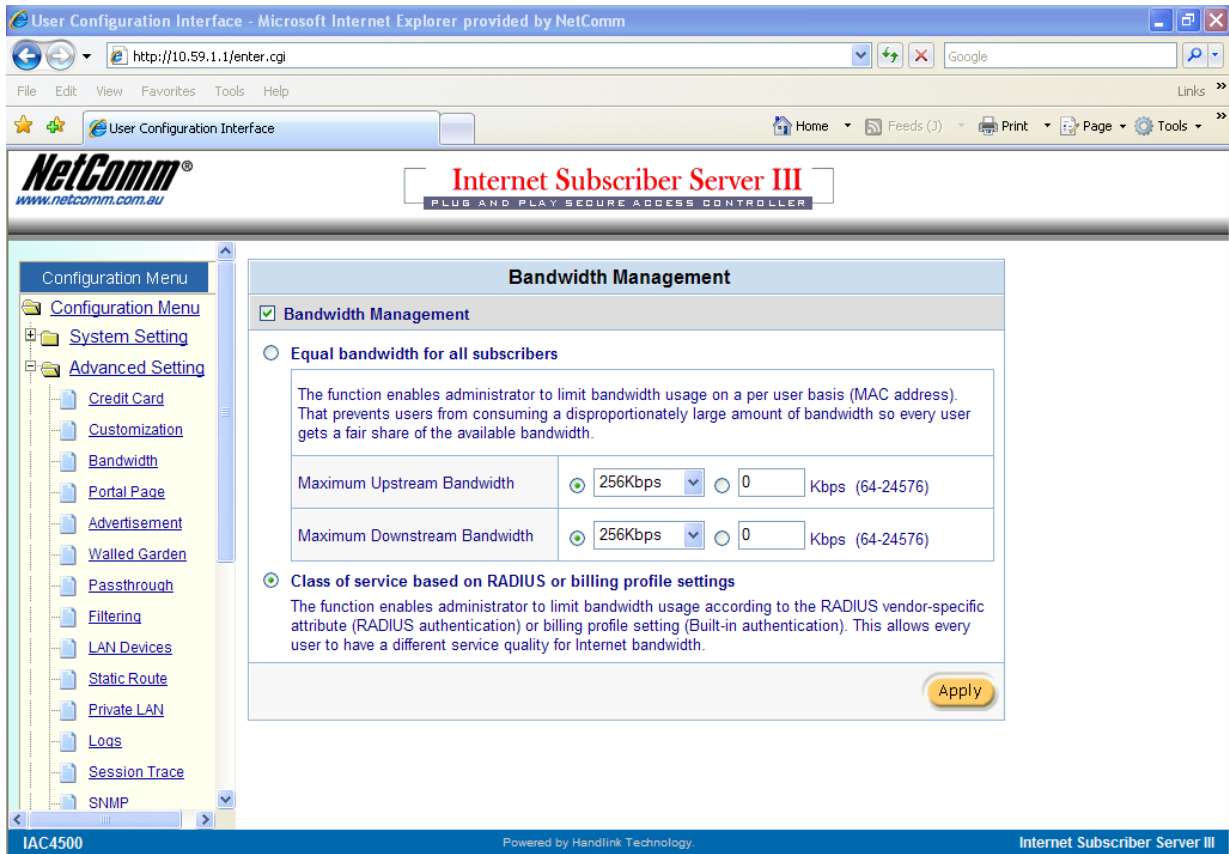 User Configuration Interface - Microsoft Internet Explorer provided by NetComm
http://10.59.1.1/enter.cgi
Google
File Edit View Favorites Tools Help
Links »
User Configuration Interface
Home Feeds (J) Print Page Tools »
NetComm®
www.netcomm.com.au
Internet Subscriber Server III
PLUG AND PLAY SECURE ACCESS CONTROLLER
Configuration Menu
Configuration Menu
System Setting
Advanced Setting
Credit Card
Customization
Bandwidth
Portal Page
Advertisement
Walled Garden
Passthrough
Filtering
LAN Devices
Static Route
Private LAN
Logs
Session Trace
SNMP
Bandwidth Management
Bandwidth Management
Equal bandwidth for all subscribers
The function enables administrator to limit bandwidth usage on a per user basis (MAC address).
That prevents users from consuming a disproportionately large amount of bandwidth so every user
gets a fair share of the available bandwidth.
Maximum Upstream Bandwidth 256Kbps 0 Kbps (64-24576)
Maximum Downstream Bandwidth 256Kbps 0 Kbps (64-24576)
Class of service based on RADIUS or billing profile settings
The function enables administrator to limit bandwidth usage according to the RADIUS vendor-specific
attribute (RADIUS authentication) or billing profile setting (Built-in authentication). This allows every
user to have a different service quality for Internet bandwidth.
Apply
IAC4500
Powered by Handlink Technology.
Internet Subscriber Server III